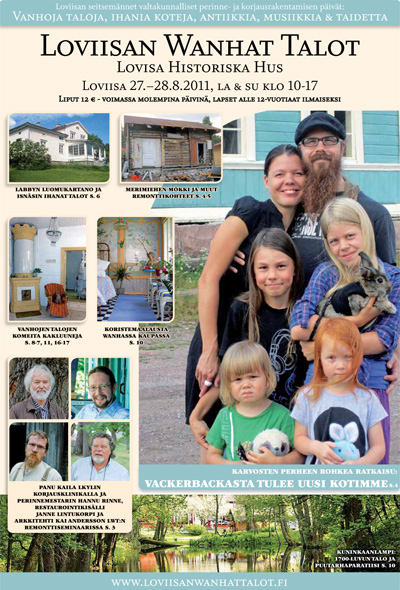 Loviisan seitsemännet valtakunnalliset perinne- ja korjausrakentamisen päivät:
Vanhoja taloja, ihania koteja, antiikkia, musiikkia & taidetta
Loviisan Wanhat Talot
Lovisa Historiska Hus
Loviisa 27.–28.8.2011, la & su klo 10-17
Liput 12 € - voimassa molempina päivinä, lapset alle 12-vuotiaat ilmaiseksi
Labbyn luomukartano ja
Isnäsin ihanat talot s. 6
Merimiehen mökki ja muut
remonttikohteet s. 4-5
Vanhojen talojen
komeita kakluuneja
s. 8-7, 11, 16-17
Koristemaalausta
wanhassa kaupassa
s. 10
Panu Kaila LKYLin
korjausklinikalla ja
perinnemestarin Hannu Rinne,
restaurointikisälli
Janne Lintukorpi ja
arkkitehti Kai Andersson LWT:n
remonttiseminaarissa s. 3
Karvosten perheen rohkea ratkaisu:
Vackerbackasta tulee uusi kotimme s. 4
Kuninkaanlampi:
1700-luvun talo ja
puutarhaparatiisi s. 10
www.loviisanwanhattalot.fi